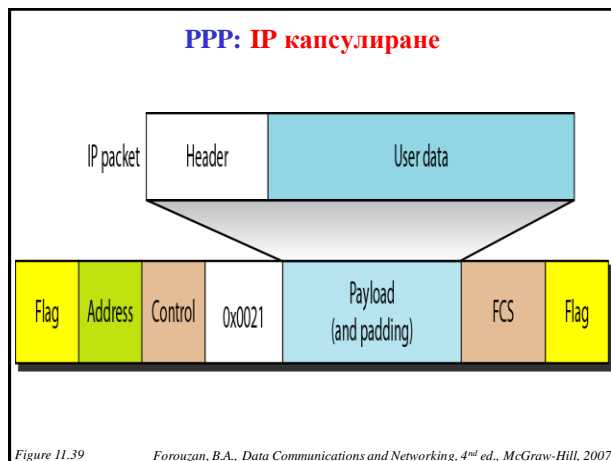 PPP: IP капсулиране
IP packet Header User data
Flag Address Control 0x0021 Payload (and padding) FCS Flag
Figure 11.39 Forouzan, B.A., Data Communications and Networking, 4nd ed., McGraw-Hill, 2007